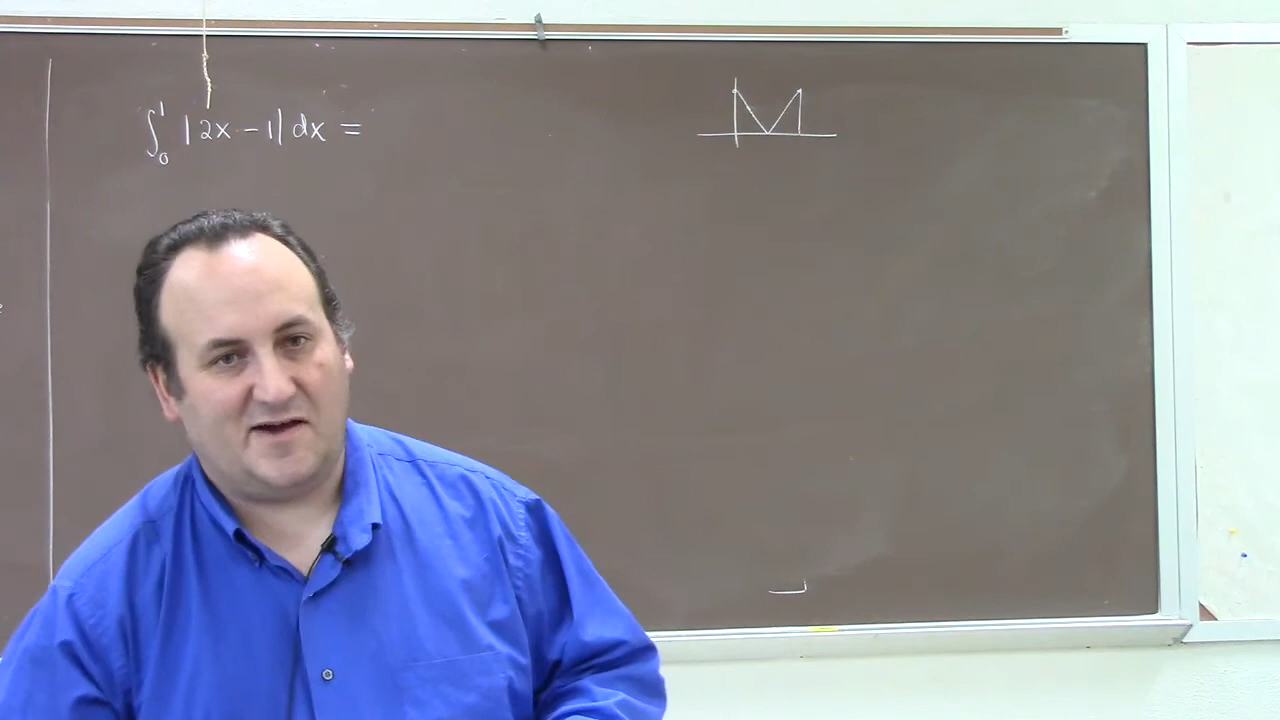 ∫₀¹ |2x - 1| dx =